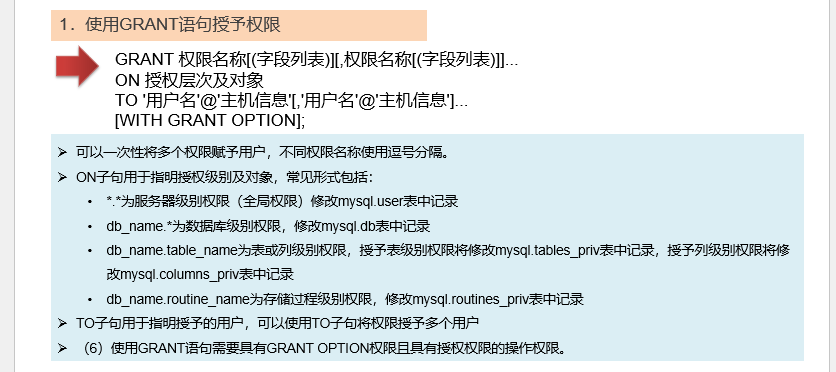 1．使用GRANT语句授予权限
GRANT 权限名称[(字段列表)][,权限名称[(字段列表)]]...
ON 授权层次及对象
TO '用户名'@'主机信息'[,'用户名'@'主机信息']...
[WITH GRANT OPTION];
➢ 可以一次性将多个权限赋予用户，不同权限名称使用逗号分隔。
➢ ON子句用于指明授权级别及对象，常见形式包括：
• *.*为服务器级别权限（全局权限）修改mysql.user表中记录
• db_name.*为数据库级别权限，修改mysql.db表中记录
• db_name.table_name为表或列级别权限，授予表级别权限将修改mysql.tables_priv表中记录，授予列级别权限将修
改mysql.columns_priv表中记录
• db_name.routine_name为存储过程级别权限，修改mysql.routines_priv表中记录
➢ TO子句用于指明授予的用户，可以使用TO子句将权限授予多个用户
➢ （6）使用GRANT语句需要具有GRANT OPTION权限且具有授权权限的操作权限。